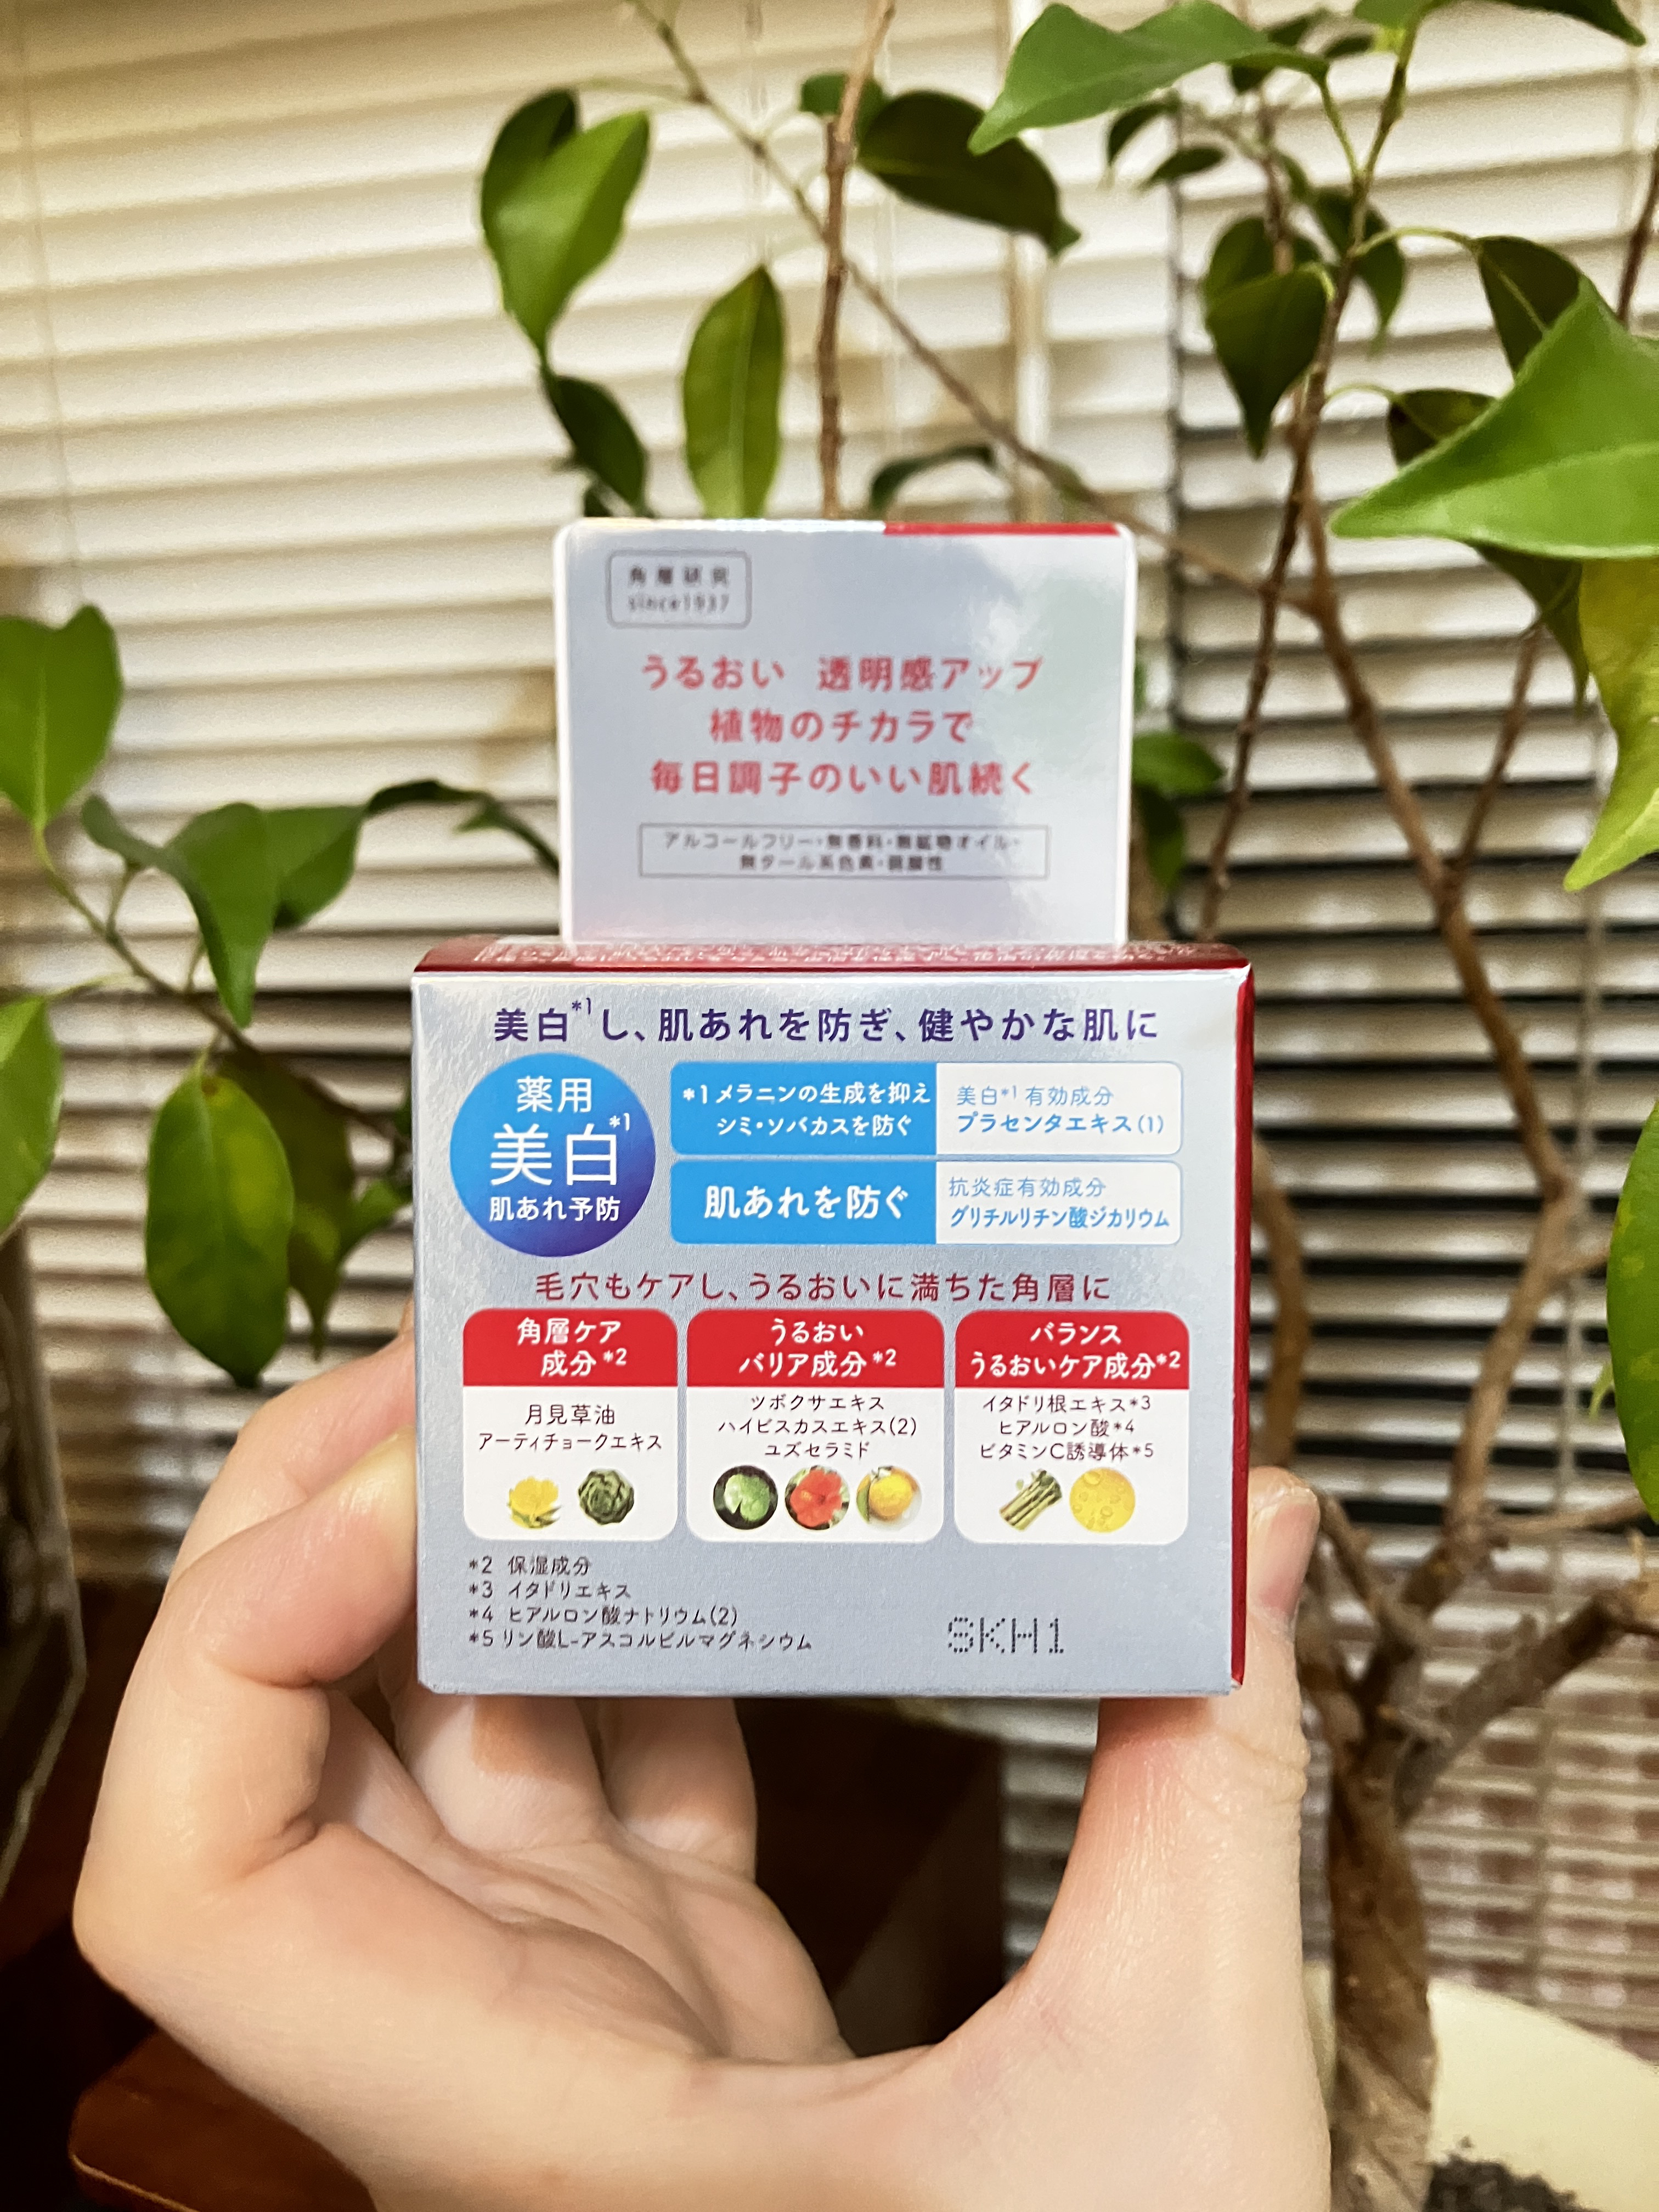 角層研究
since1937
うるおい 透明感アップ
植物のチカラで
毎日調子のいい肌続く
アルコールフリー・無香料・無鉱物オイル・
無タール系色素・弱酸性
美白*1し、肌あれを防ぎ、健やかな肌に
薬用
美白*1
肌あれ予防
*1メラニンの生成を抑え
シミ・ソバカスを防ぐ
美白*1有効成分
プラセンタエキス(1)
肌あれを防ぐ
抗炎症有効成分
グリチルリチン酸ジカリウム
毛穴もケアし、うるおいに満ちた角層に
角層ケア
成分*2
月見草油
アーティチョークエキス
うるおい
バリア成分*2
ツボクサエキス
ハイビスカスエキス(2)
ユズセラミド
バランス
うるおいケア成分*2
イタドリ根エキス*3
ヒアルロン酸*4
ビタミンC誘導体*5
*2 保湿成分
*3 イタドリエキス
*4 ヒアルロン酸ナトリウム(2)
*5 リン酸L-アスコルビルマグネシウム
SKH1